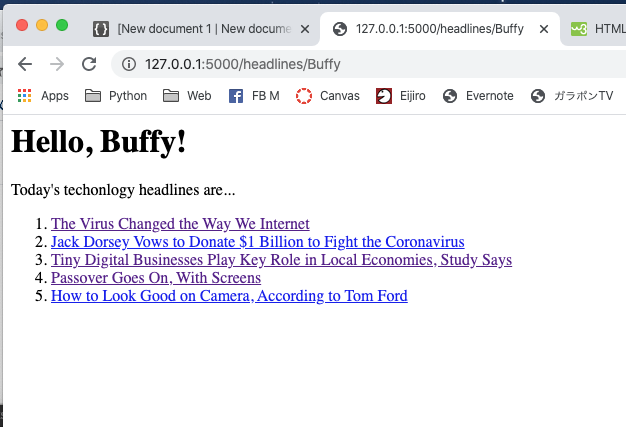 [New document 1 | New docume
127.0.0.1:5000/headlines/Buffy
HTML
127.0.0.1:5000/headlines/Buffy
Apps Python Web FB M Canvas Eijiro Evernote ガラポンTV
Hello, Buffy!
Today's techonlogy headlines are...
1. The Virus Changed the Way We Internet
2. Jack Dorsey Vows to Donate $1 Billion to Fight the Coronavirus
3. Tiny Digital Businesses Play Key Role in Local Economies, Study Says
4. Passover Goes On, With Screens
5. How to Look Good on Camera, According to Tom Ford